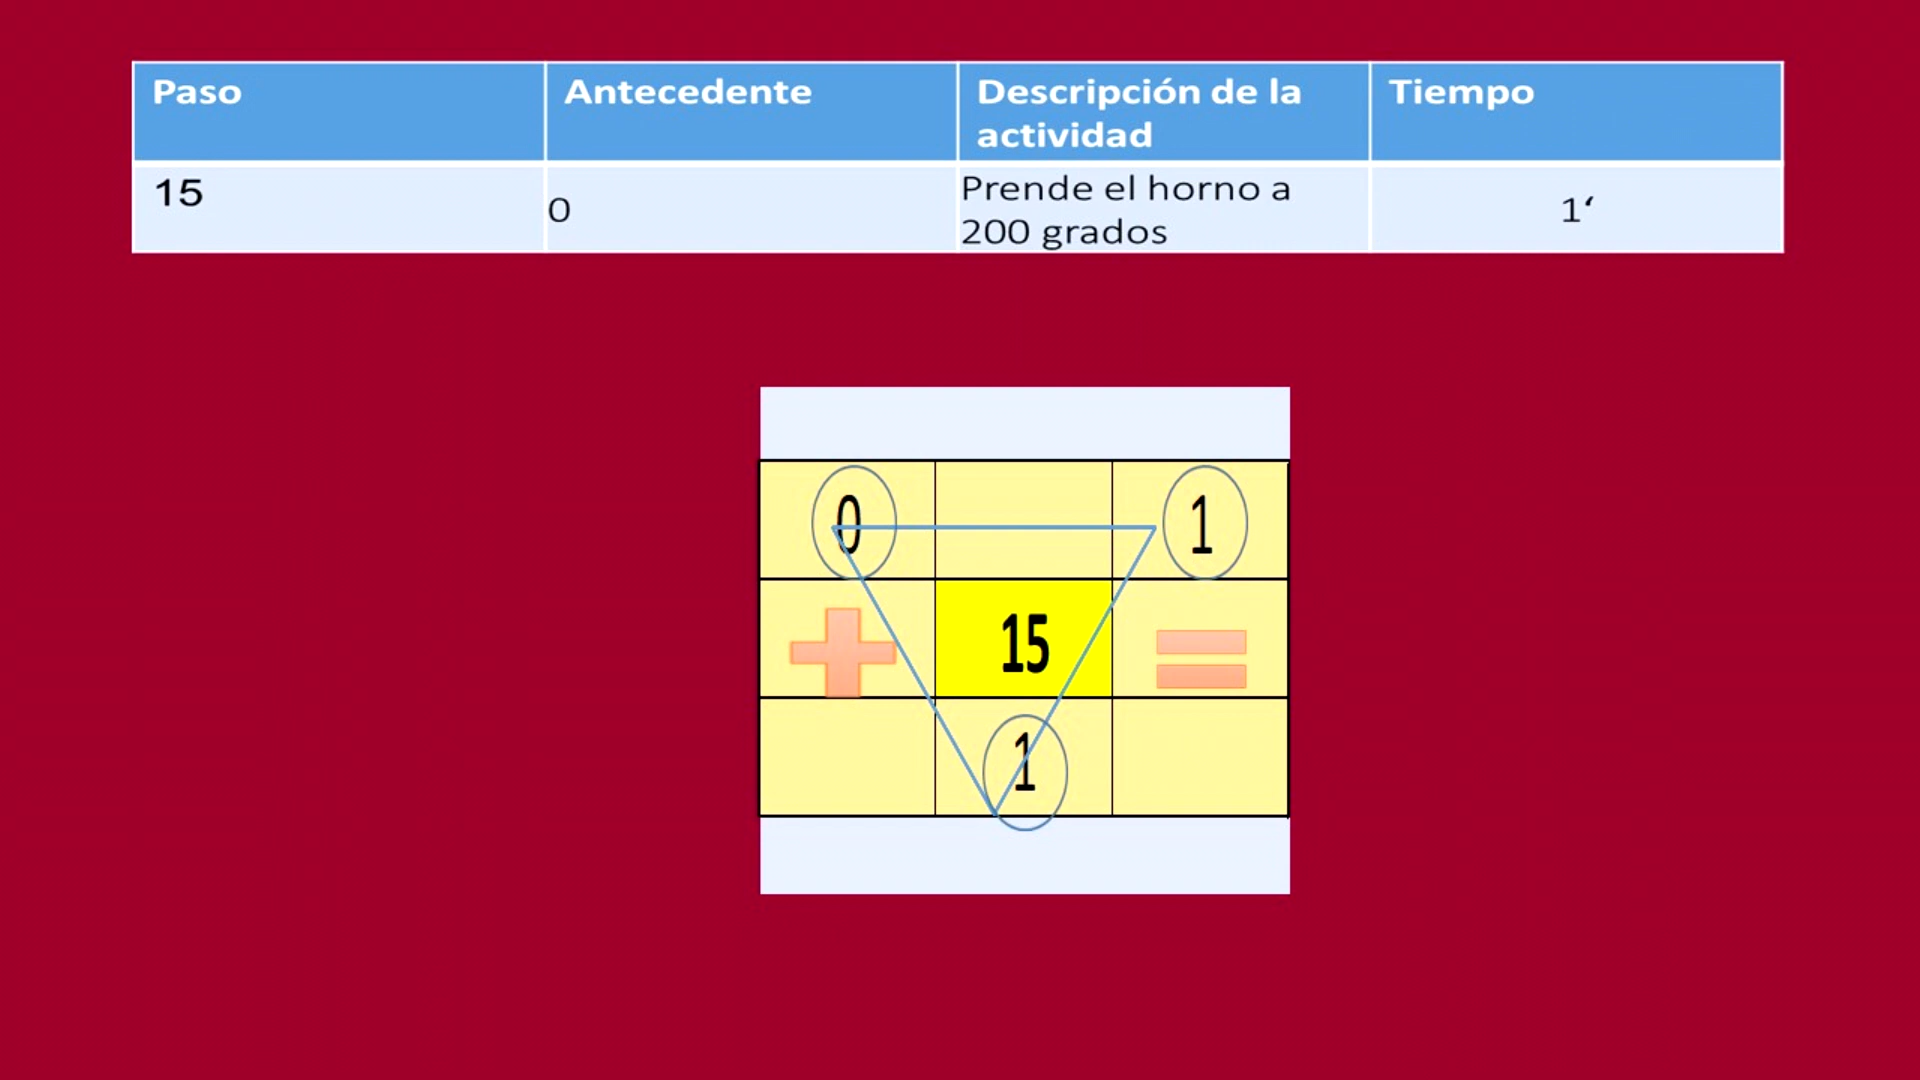 Paso Antecedente Descripción de la
actividad Tiempo
15 0 Prende el horno a
200 grados 1‘
0 1
+ 15 =
1